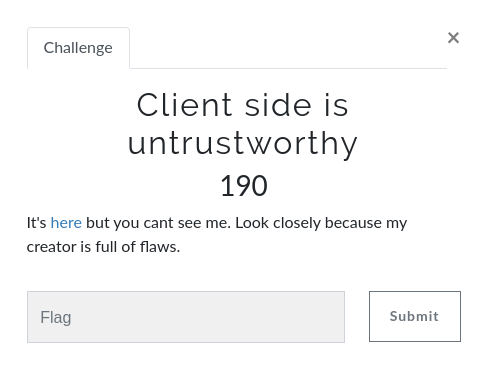 Challenge
×
Client side is
untrustworthy
190
It's here but you cant see me. Look closely because my
creator is full of flaws.
Flag
Submit